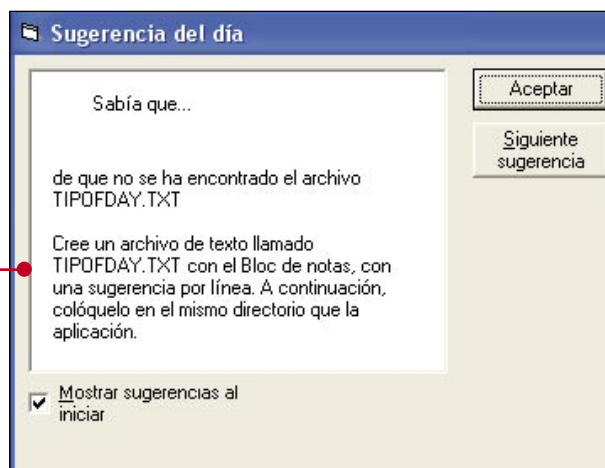 Sugerencia del día
Sabía que...
de que no se ha encontrado el archivo
TIPOFDAY.TXT
Cree un archivo de texto llamado
TIPOFDAY.TXT con el Bloc de notas, con
una sugerencia por línea. A continuación,
colóquelo en el mismo directorio que la
aplicación.
Aceptar
Siguiente
sugerencia
Mostrar sugerencias al
iniciar